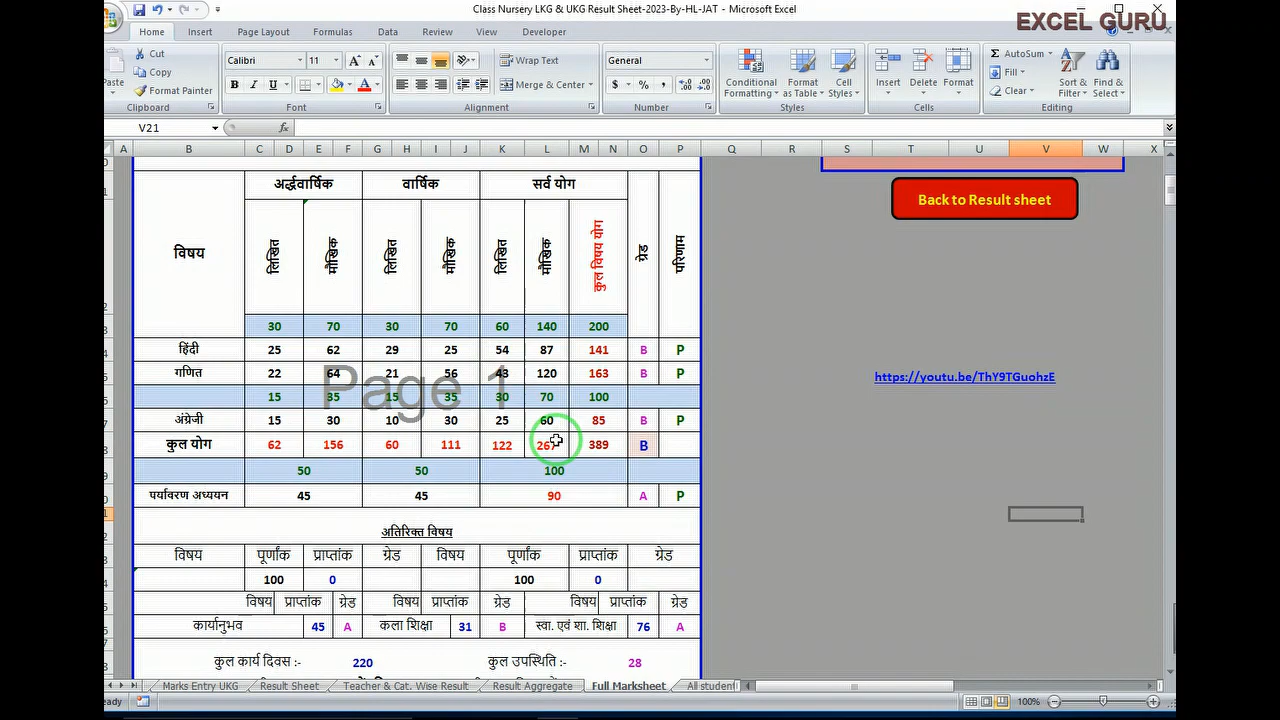 Class Nursery LKG & UKG Result Sheet-2023-By-HL-JAT - Microsoft Excel
EXCEL GURU
Home Insert Page Layout Formulas Data Review View Developer
Cut Calibri 11 Wrap Text General AutoSum
Copy Merge & Center Conditional Formatting Format as Table Cell Styles Insert Delete Format Fill Sort & Filter Find & Select
Paste Format Painter Clear
Clipboard Font Alignment Number Styles Cells Editing
V21 fx
A B C D E F G H I J K L M N O P Q R S T U V W X
Back to Result sheet
अर्द्धवार्षिक वार्षिक सर्व योग
विषय लिखित मौखिक लिखित मौखिक लिखित मौखिक कुल विषय योग ग्रेड परिणाम
30 70 30 70 60 140 200
हिंदी 25 62 29 25 54 87 141 B P
गणित 22 64 21 56 43 120 163 B P
https://youtu.be/ThY9TGuohzE
Page 1
15 35 15 35 30 70 100
अंग्रेजी 15 30 10 30 25 60 85 B P
कुल योग 62 156 60 111 122 267 389 B
50 50 100
पर्यावरण अध्ययन 45 45 90 A P
अतिरिक्त विषय
विषय पूर्णांक प्राप्तांक ग्रेड विषय पूर्णांक प्राप्तांक ग्रेड
100 0 100 0
विषय प्राप्तांक ग्रेड विषय प्राप्तांक ग्रेड विषय प्राप्तांक ग्रेड
कार्यानुभव 45 A कला शिक्षा 31 B स्वा. एवं शा. शिक्षा 76 A
कुल कार्य दिवस :- 220 कुल उपस्थिति :- 28
Marks Entry UKG Result Sheet Teacher & Cat. Wise Result Result Aggregate Full Marksheet All student
100%